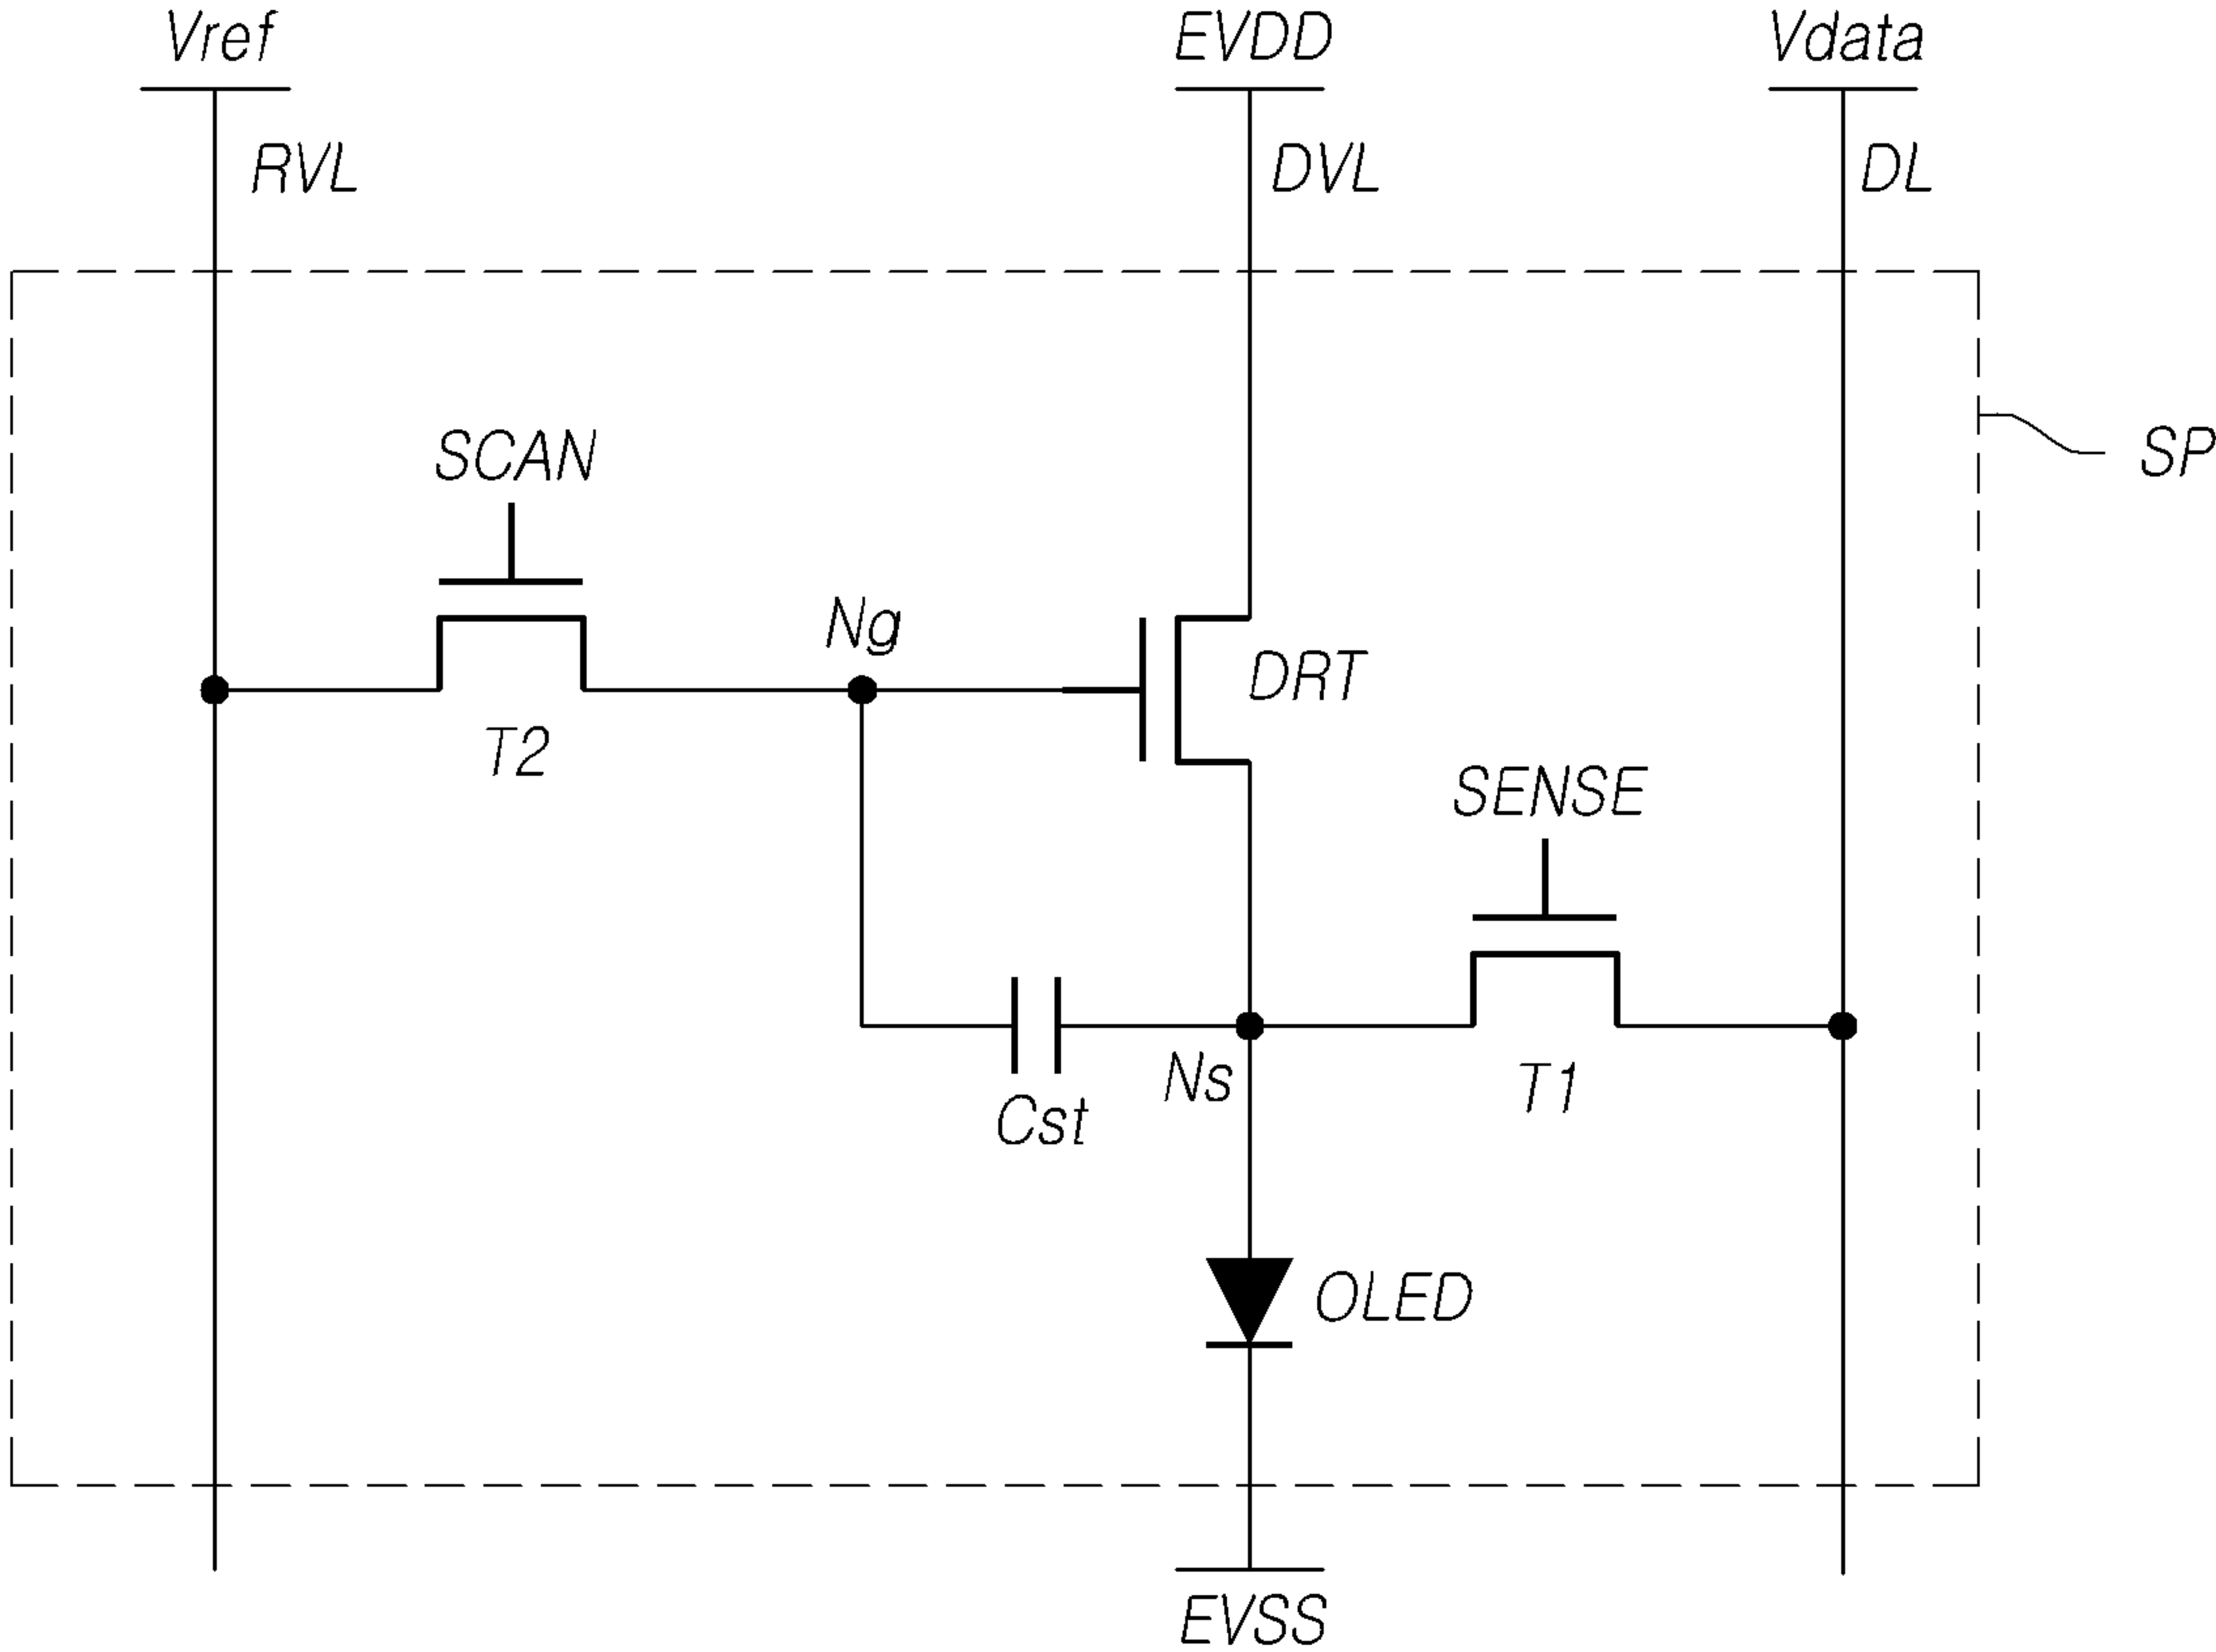 Vref
EVDD
Vdata
RVL
DVL
DL
SCAN
SP
Ng
DRT
T2
SENSE
Ns
T1
Cst
OLED
EVSS